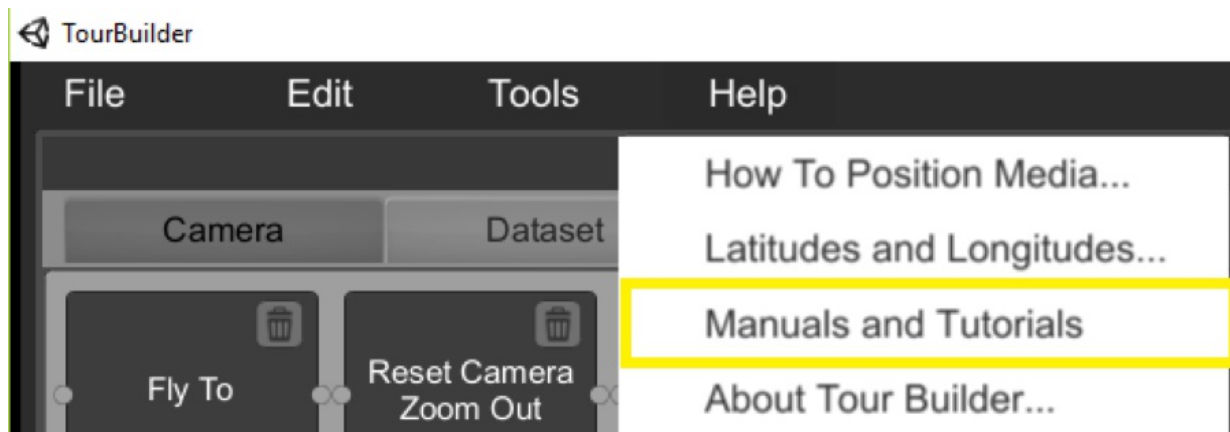 TourBuilder
File Edit Tools Help
How To Position Media...
Camera Dataset
Latitudes and Longitudes...
Manuals and Tutorials
Fly To
Reset Camera
Zoom Out
About Tour Builder...